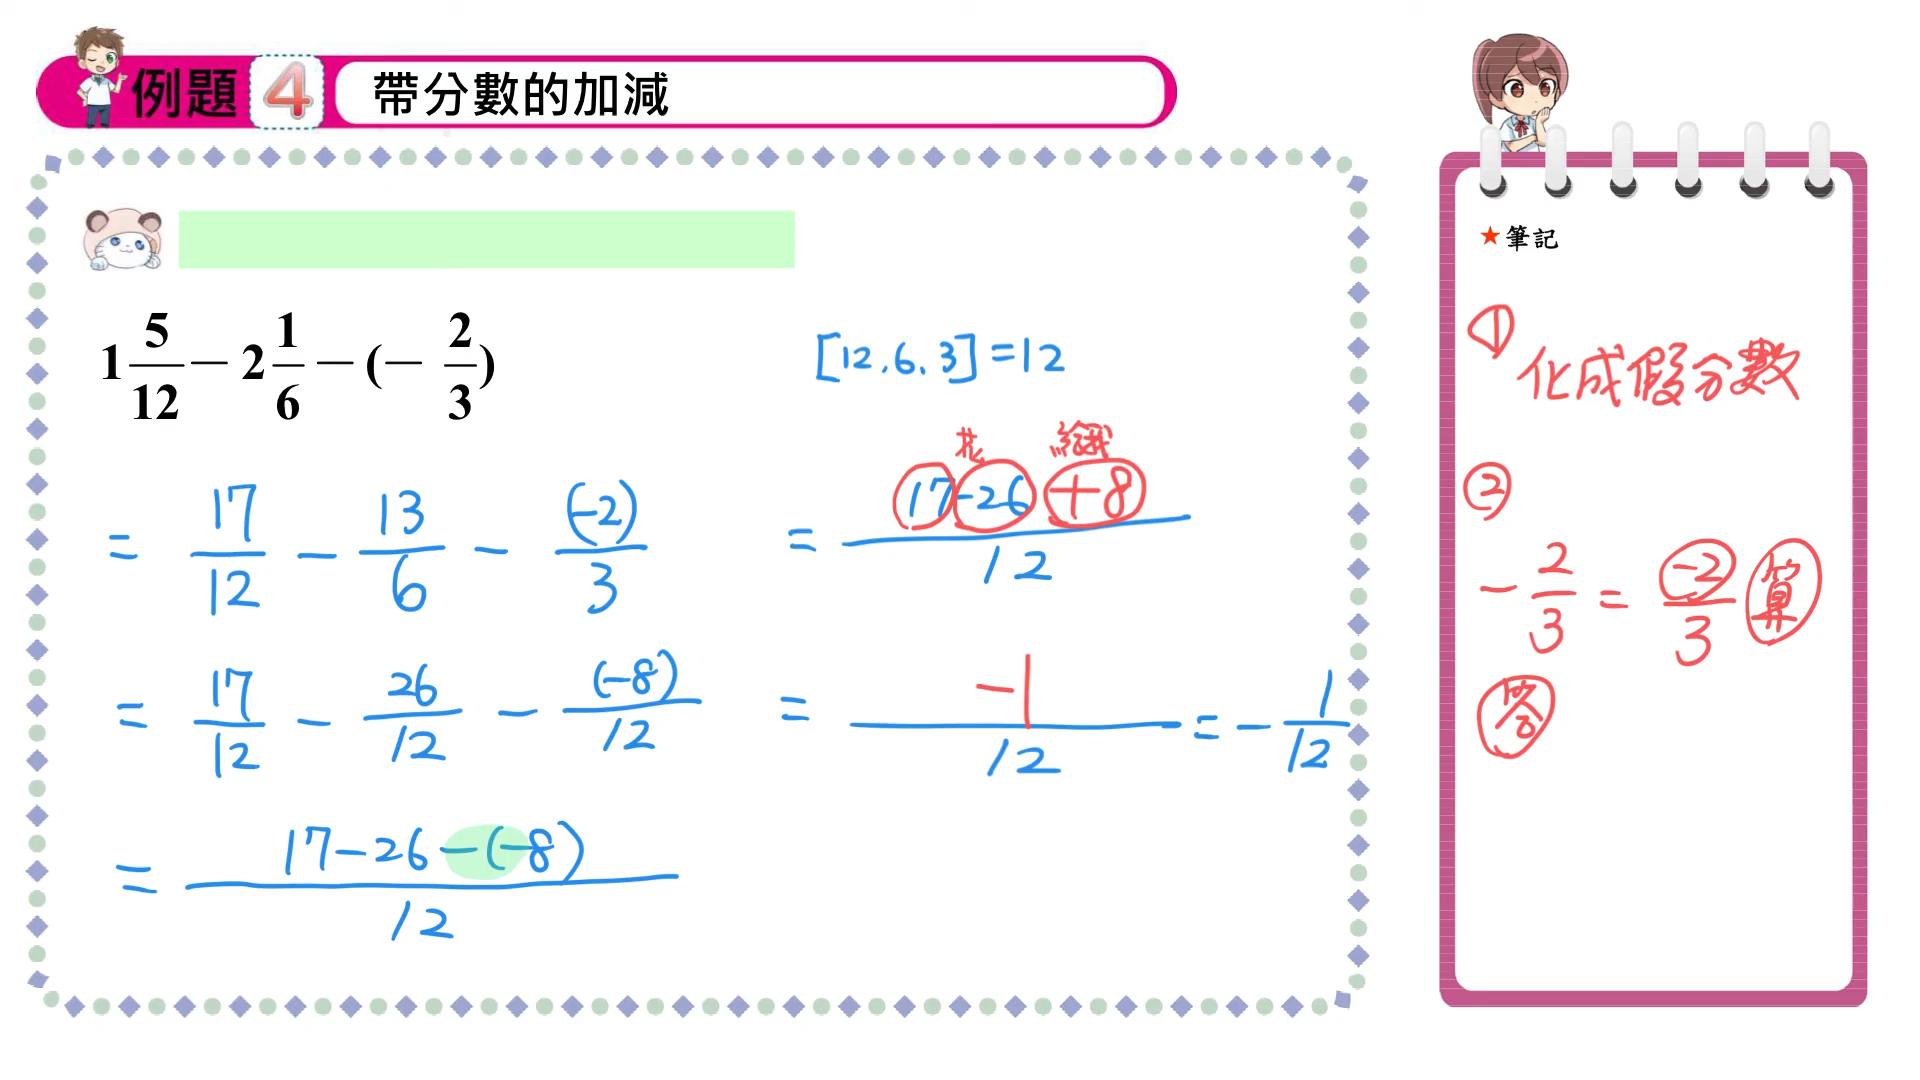 例題 4 帶分數的加減
1 5/12 − 2 1/6 − (− 2/3)
[12,6,3]=12
= 17/12 − 13/6 − (-2)/3
= 17/12 − 26/12 − (-8)/12
= 17-26-(-8)/12
花 給我
= 17-26+8/12
= -1/12 = - 1/12
★筆記
① 化成假分數
②
- 2/3 = -2/3 算
答